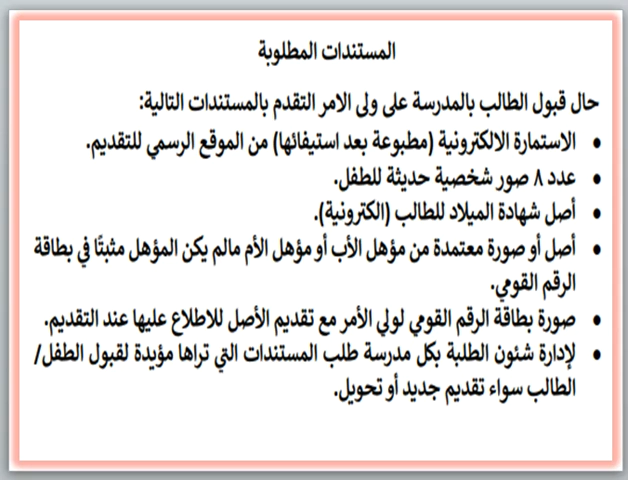 المستندات المطلوبة
حال قبول الطالب بالمدرسة على ولى الامر التقدم بالمستندات التالية:
• الاستمارة الالكترونية (مطبوعة بعد استيفائها) من الموقع الرسمي للتقديم.
• عدد ٨ صور شخصية حديثة للطفل.
• أصل شهادة الميلاد للطالب (الكترونية).
• أصل أو صورة معتمدة من مؤهل الأب أو مؤهل الأم مالم يكن المؤهل مثبتًا في بطاقة
الرقم القومي.
• صورة بطاقة الرقم القومي لولي الأمر مع تقديم الأصل للاطلاع عليها عند التقديم.
• لإدارة شئون الطلبة بكل مدرسة طلب المستندات التي تراها مؤيدة لقبول الطفل/
الطالب سواء تقديم جديد أو تحويل.